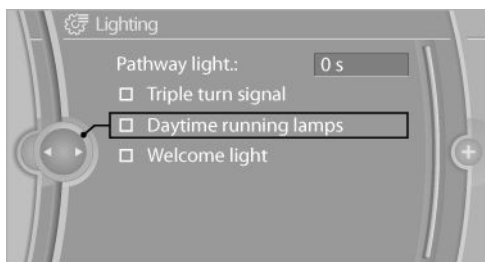 Lighting
Pathway light.: 0 s
Triple turn signal
Daytime running lamps
Welcome light